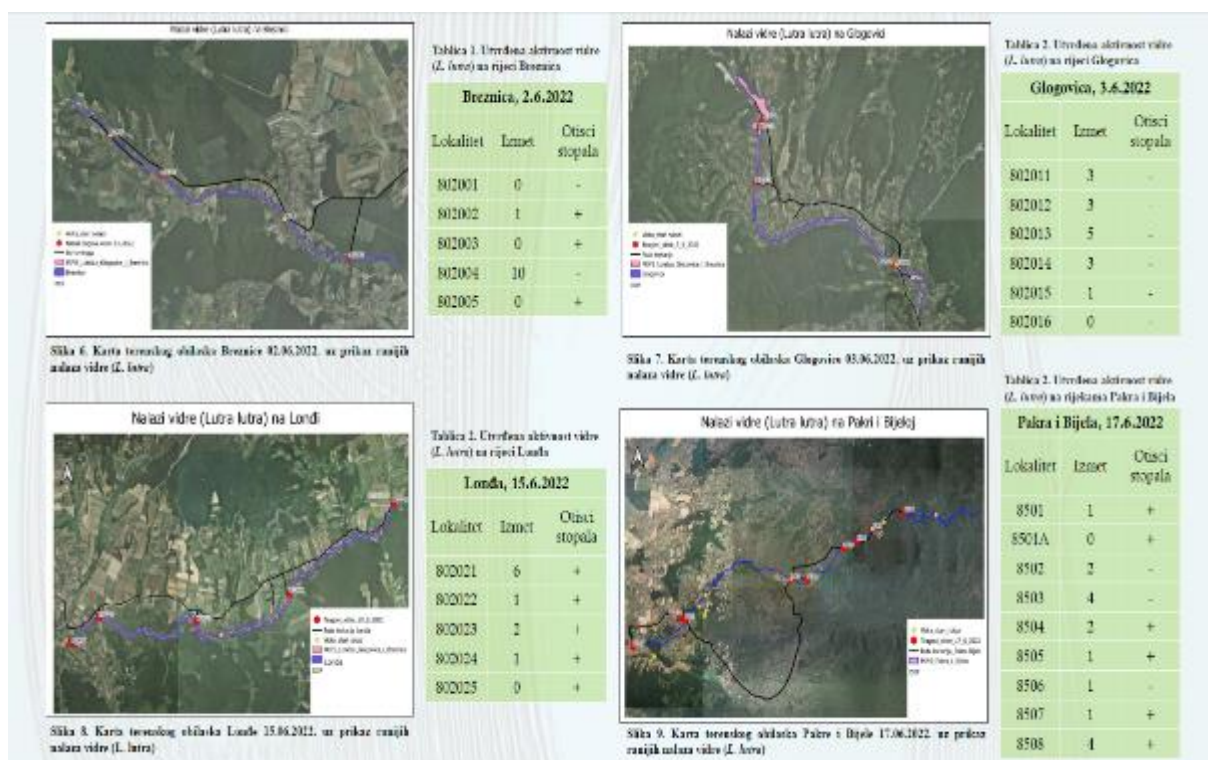 Nalazi vidre (Lutra lutra)
Tablica 1. Utvrđena aktivnost vidre
(L. lutra) na rijeci Breznica
Breznica, 2.6.2022
Lokalitet Izmet Otisci
stopala
802001 0 -
802002 1 +
802003 0 +
802004 10 -
802005 0 +
Slika 6. Karta terenskog obilaska Breznice 02.06.2022. uz prikaz ranijih
nalaza vidre (L. lutra)
Nalazi vidre (Lutra lutra) na Glogovici
Tablica 2. Utvrđena aktivnost vidre
(L. lutra) na rijeci Glogovica
Glogovica, 3.6.2022
Lokalitet Izmet Otisci
stopala
802011 3 -
802012 3 -
802013 5 -
802014 3 -
802015 1 -
802016 0 -
Slika 7. Karta terenskog obilaska Glogovice 03.06.2022. uz prikaz ranijih
nalaza vidre (L. lutra)
Nalazi vidre (Lutra lutra) na Lonđi
Londa
Tablica 2. Utvrđena aktivnost vidre
(L. lutra) na rijeci Lonđa
Lonđa, 15.6.2022
Lokalitet Izmet Otisci
stopala
802021 6 +
802022 1 +
802023 2
802024 1 +
802025 0 +
Slika 8. Karta terenskog obilaska Lonđe 15.06.2022. uz prikaz ranijih
nalaza vidre (L. lutra)
Nalazi vidre (Lutra lutra) na Pakri i Bijeloj
Tablica 2. Utvrđena aktivnost vidre
(L. lutra) na rijekama Pakra i Bijela
Pakra i Bijela, 17.6.2022
Lokalitet Izmet Otisci
stopala
8501 1 +
8501A 0 +
8502 2 -
8503 4 -
8504 2 +
8505 1 +
8506 1 -
8507 1 +
8508 4 +
Slika 9. Karta terenskog obilaska Pakre i Bijele 17.06.2022. uz prikaz
ranijih nalaza vidre (L. lutra)